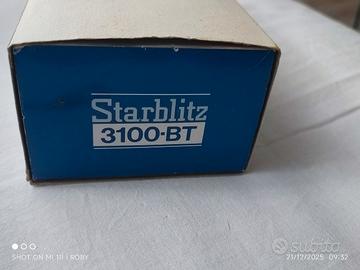 Starblitz
3100-BT
SHOT ON MI 11I | ROBY
subito
21/12/2025 09:32